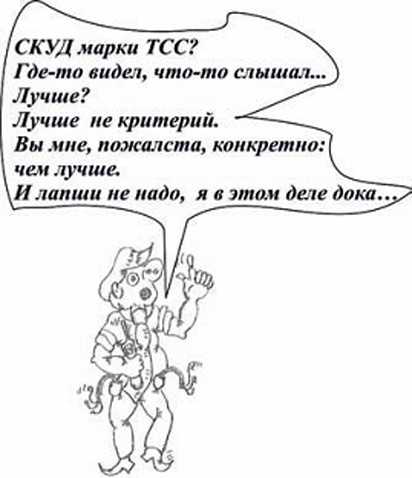 СКУД марки ТСС?
Где-то видел, что-то слышал...
Лучше?
Лучше не критерий.
Вы мне, пожалста, конкретно:
чем лучше.
И лапши не надо, я в этом деле дока…